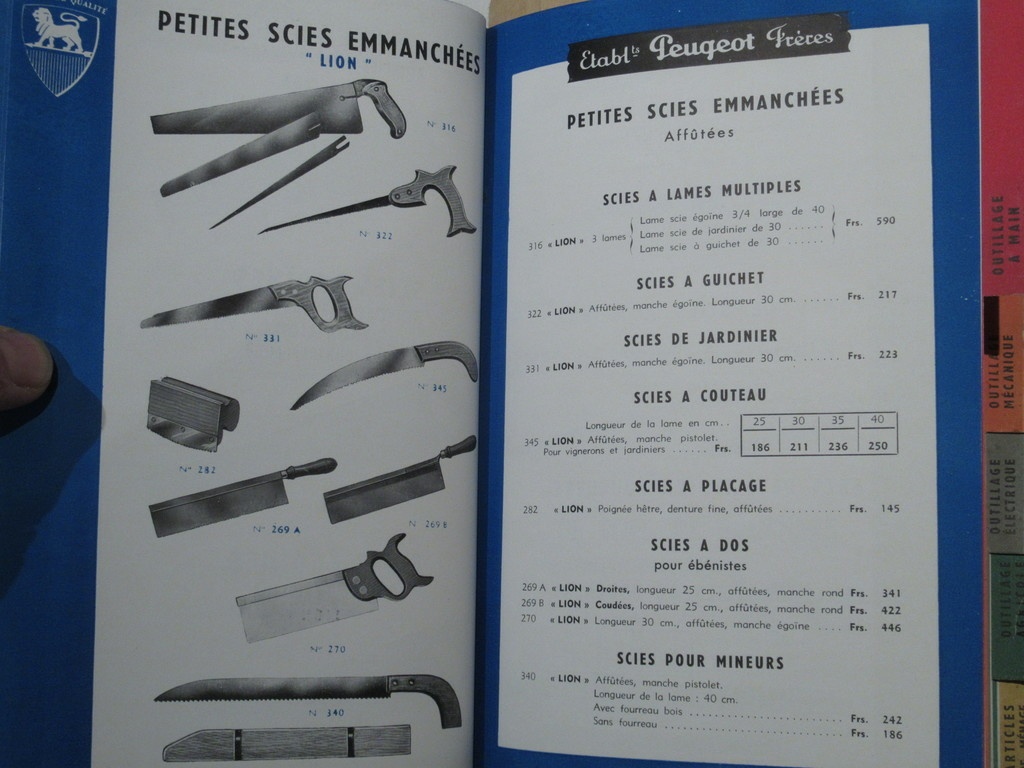 QUALITÉ
PETITES SCIES EMMANCHÉES
“ LION ”
N° 316
N° 322
N° 331
N° 345
N° 282
N° 269 A
N 269 B
N° 270
N 340
Etabl.ts Peugeot Frères
PETITES SCIES EMMANCHÉES
Affûtées
SCIES A LAMES MULTIPLES
316 « LION » 3 lames
Lame scie égoïne 3/4 large de 40
Lame scie de jardinier de 30 ......
Lame scie à guichet de 30 ......
Frs. 590
SCIES A GUICHET
322 « LION » Affûtées, manche égoïne. Longueur 30 cm. ....... Frs. 217
SCIES DE JARDINIER
331 « LION » Affûtées, manche égoïne. Longueur 30 cm. ....... Frs. 223
SCIES A COUTEAU
Longueur de la lame en cm.. 25 30 35 40
345 « LION » Affûtées, manche pistolet.
Pour vignerons et jardiniers ...... Frs. 186 211 236 250
SCIES A PLACAGE
282 « LION » Poignée hêtre, denture fine, affûtées .......... Frs. 145
SCIES A DOS
pour ébénistes
269 A « LION » Droites, longueur 25 cm., affûtées, manche rond Frs. 341
269 B « LION » Coudées, longueur 25 cm., affûtées, manche rond Frs. 422
270 « LION » Longueur 30 cm., affûtées, manche égoïne .... Frs. 446
SCIES POUR MINEURS
340 « LION » Affûtées, manche pistolet.
Longueur de la lame : 40 cm.
Avec fourreau bois .................... Frs. 242
Sans fourreau ........................ Frs. 186
OUTILLAGE
A MAIN
OUTILLAGE
MÉCANIQUE
OUTILLAGE
ELECTRIQUE
OUTILLAGE
ARTICLES